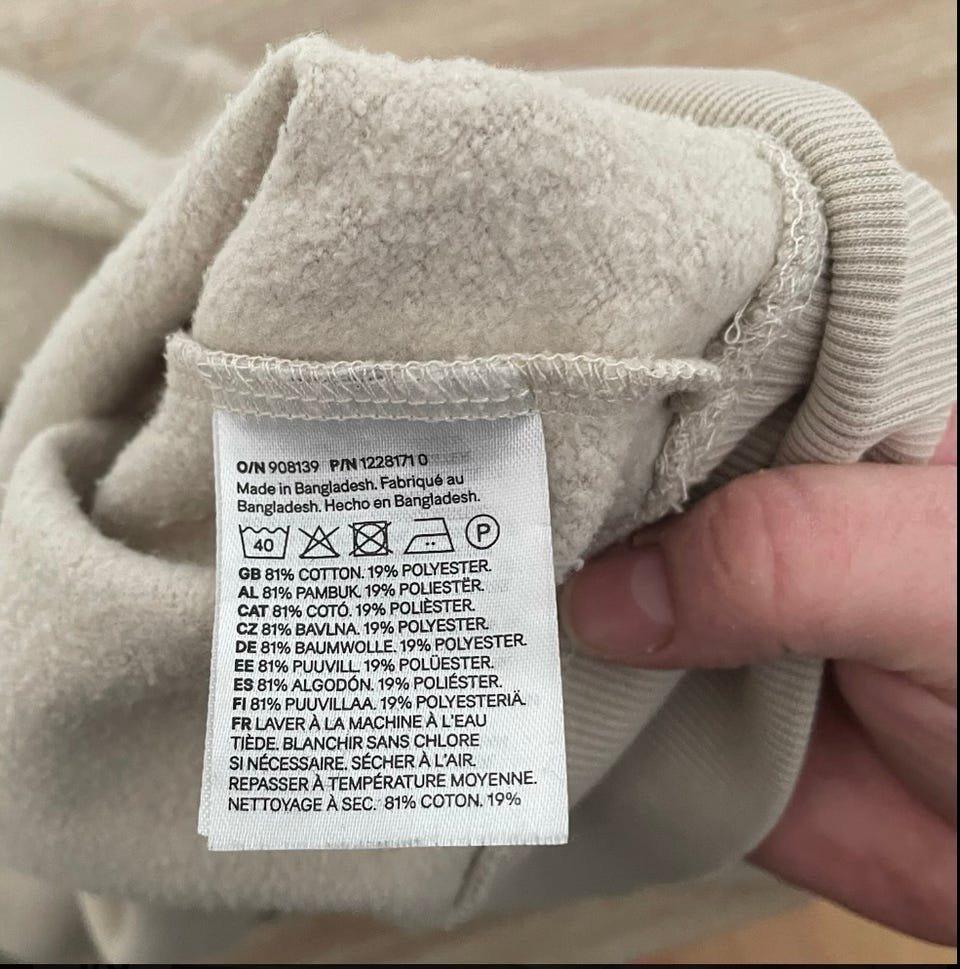 O/N 908139 P/N 1228171 0
Made in Bangladesh. Fabriqué au
Bangladesh. Hecho en Bangladesh.
40 P
GB 81% COTTON. 19% POLYESTER.
AL 81% PAMBUK. 19% POLIESTËR.
CAT 81% COTÓ. 19% POLIÈSTER.
CZ 81% BAVLNA. 19% POLYESTER.
DE 81% BAUMWOLLE. 19% POLYESTER.
EE 81% PUUVILL. 19% POLÜESTER.
ES 81% ALGODÓN. 19% POLIÉSTER.
FI 81% PUUVILLAA. 19% POLYESTERIÄ.
FR LAVER À LA MACHINE À L'EAU
TIÈDE. BLANCHIR SANS CHLORE
SI NÉCESSAIRE. SÉCHER À L'AIR.
REPASSER À TEMPÉRATURE MOYENNE.
NETTOYAGE À SEC. 81% COTON. 19%